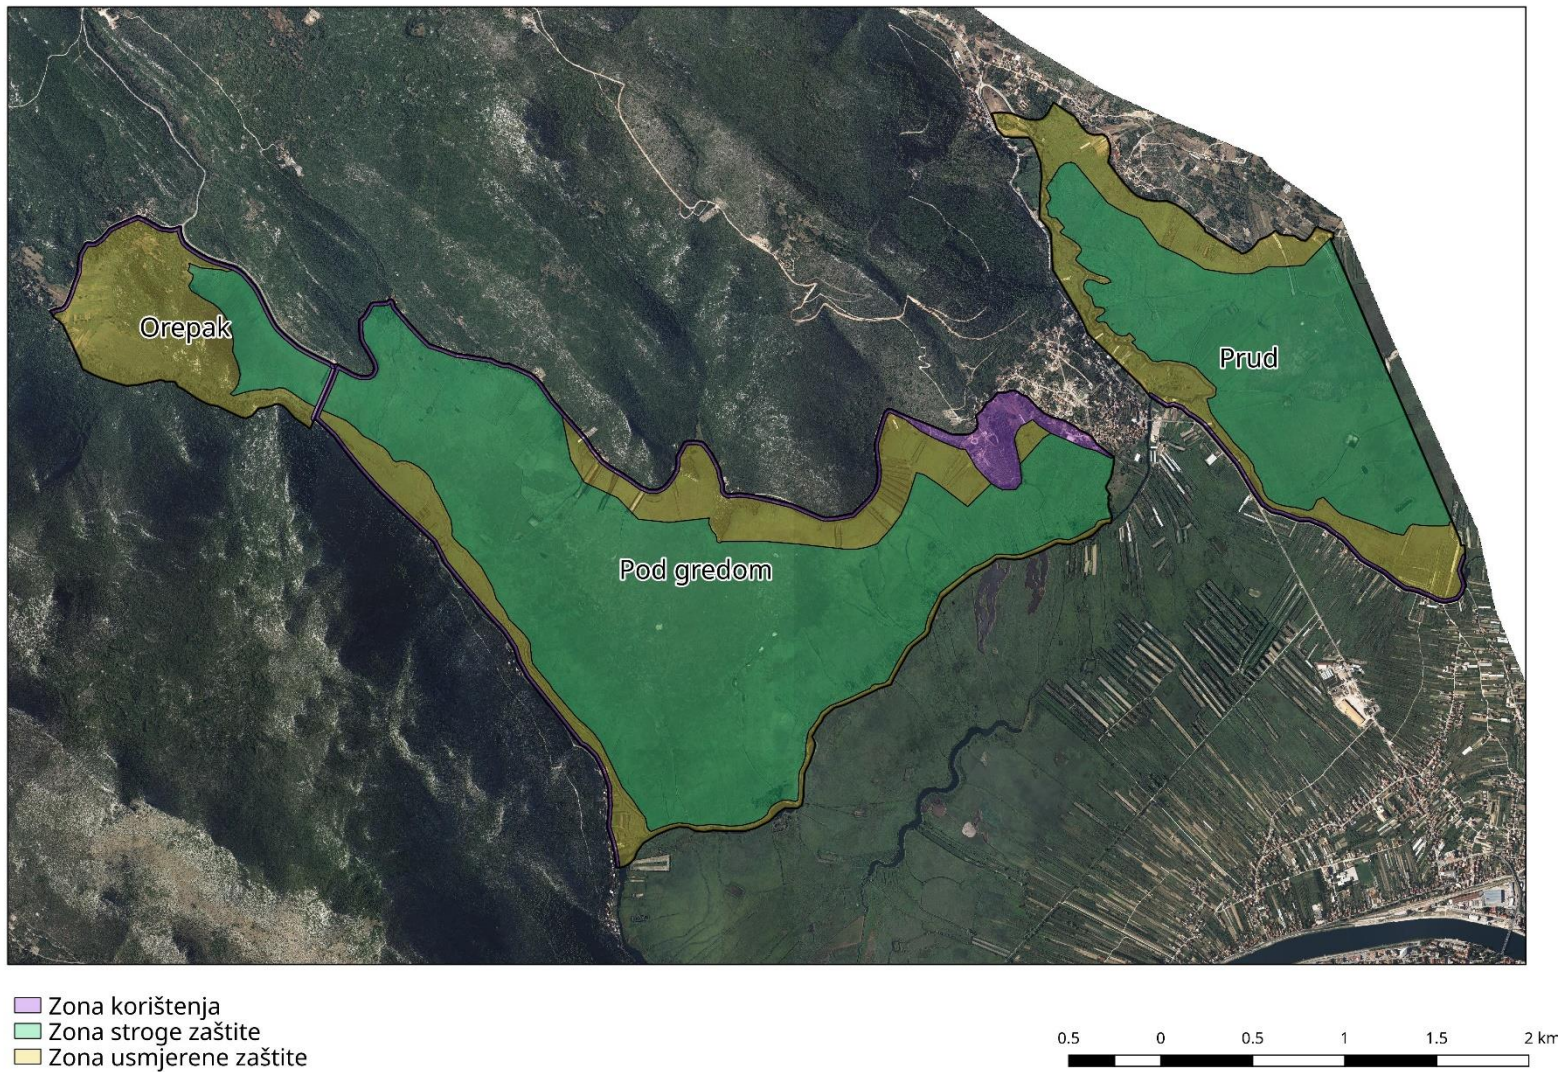 Orepak
Prud
Pod gredom
Zona korištenja
Zona stroge zaštite
Zona usmjerene zaštite
0.5 0 0.5 1 1.5 2 km